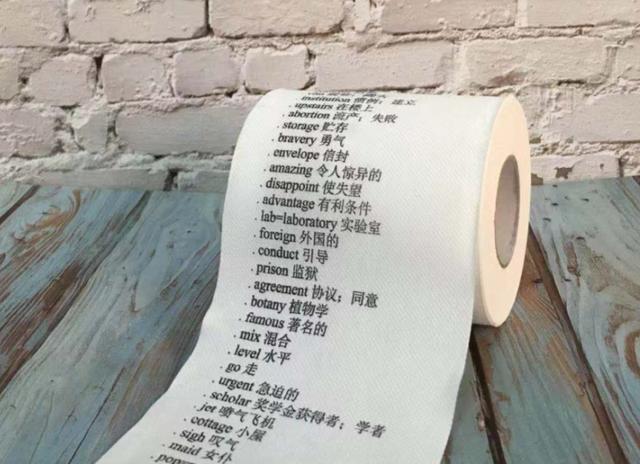 institution 惯例；建立
. upstairs 在楼上
. abortion 流产；失败
. storage 贮存
. bravery 勇气
. envelope 信封
. amazing 令人惊异的
. disappoint 使失望
. advantage 有利条件
. lab=laboratory 实验室
. foreign 外国的
. conduct 引导
. prison 监狱
. agreement 协议；同意
. botany 植物学
. famous 著名的
. mix 混合
. level 水平
. go 走
. urgent 急迫的
. scholar 奖学金获得者；学者
. jet 喷气飞机
. cottage 小屋
. sigh 叹气
. maid 女仆